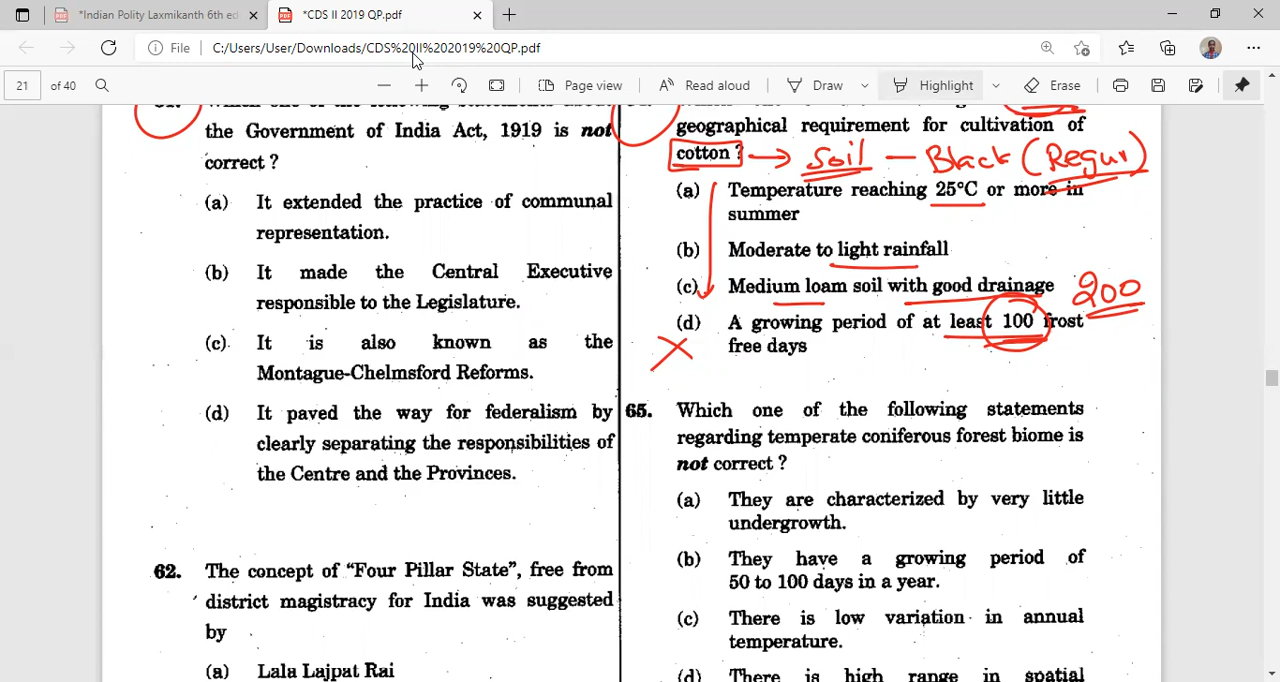 *Indian Polity Laxmikanth 6th ed
*CDS II 2019 QP.pdf
File
C:/Users/User/Downloads/CDS%20II%202019%20QP.pdf
21 of 40
Page view
Read aloud
Draw
Highlight
Erase
the Government of India Act, 1919 is not
correct ?
(a) It extended the practice of communal
representation.
(b) It made the Central Executive
responsible to the Legislature.
(c) It is also known as the
Montague-Chelmsford Reforms.
(d) It paved the way for federalism by
clearly separating the responsibilities of
the Centre and the Provinces.
62. The concept of "Four Pillar State", free from
district magistracy for India was suggested
by
(a) Lala Lajpat Rai
geographical requirement for cultivation of
cotton ? → Soil — Black (Regur)
(a) Temperature reaching 25°C or more in
summer
(b) Moderate to light rainfall
(c) Medium loam soil with good drainage
200
(d) A growing period of at least 100 frost
free days
65. Which one of the following statements
regarding temperate coniferous forest biome is
not correct ?
(a) They are characterized by very little
undergrowth.
(b) They have a growing period of
50 to 100 days in a year.
(c) There is low variation in annual
temperature.
(d) There is high range in spatial